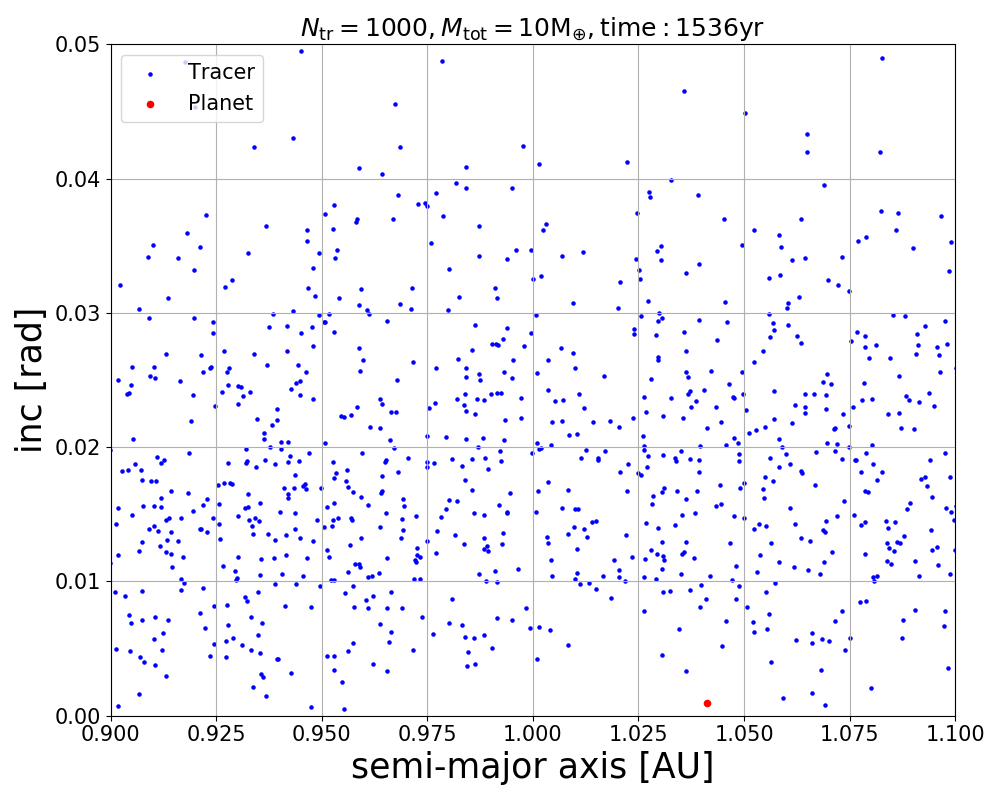 N_tr = 1000, M_tot = 10M_⊕, time : 1536yr
0.05
Tracer
Planet
0.04
0.03
inc [rad]
0.02
0.01
0.00
0.900 0.925 0.950 0.975 1.000 1.025 1.050 1.075 1.100
semi-major axis [AU]